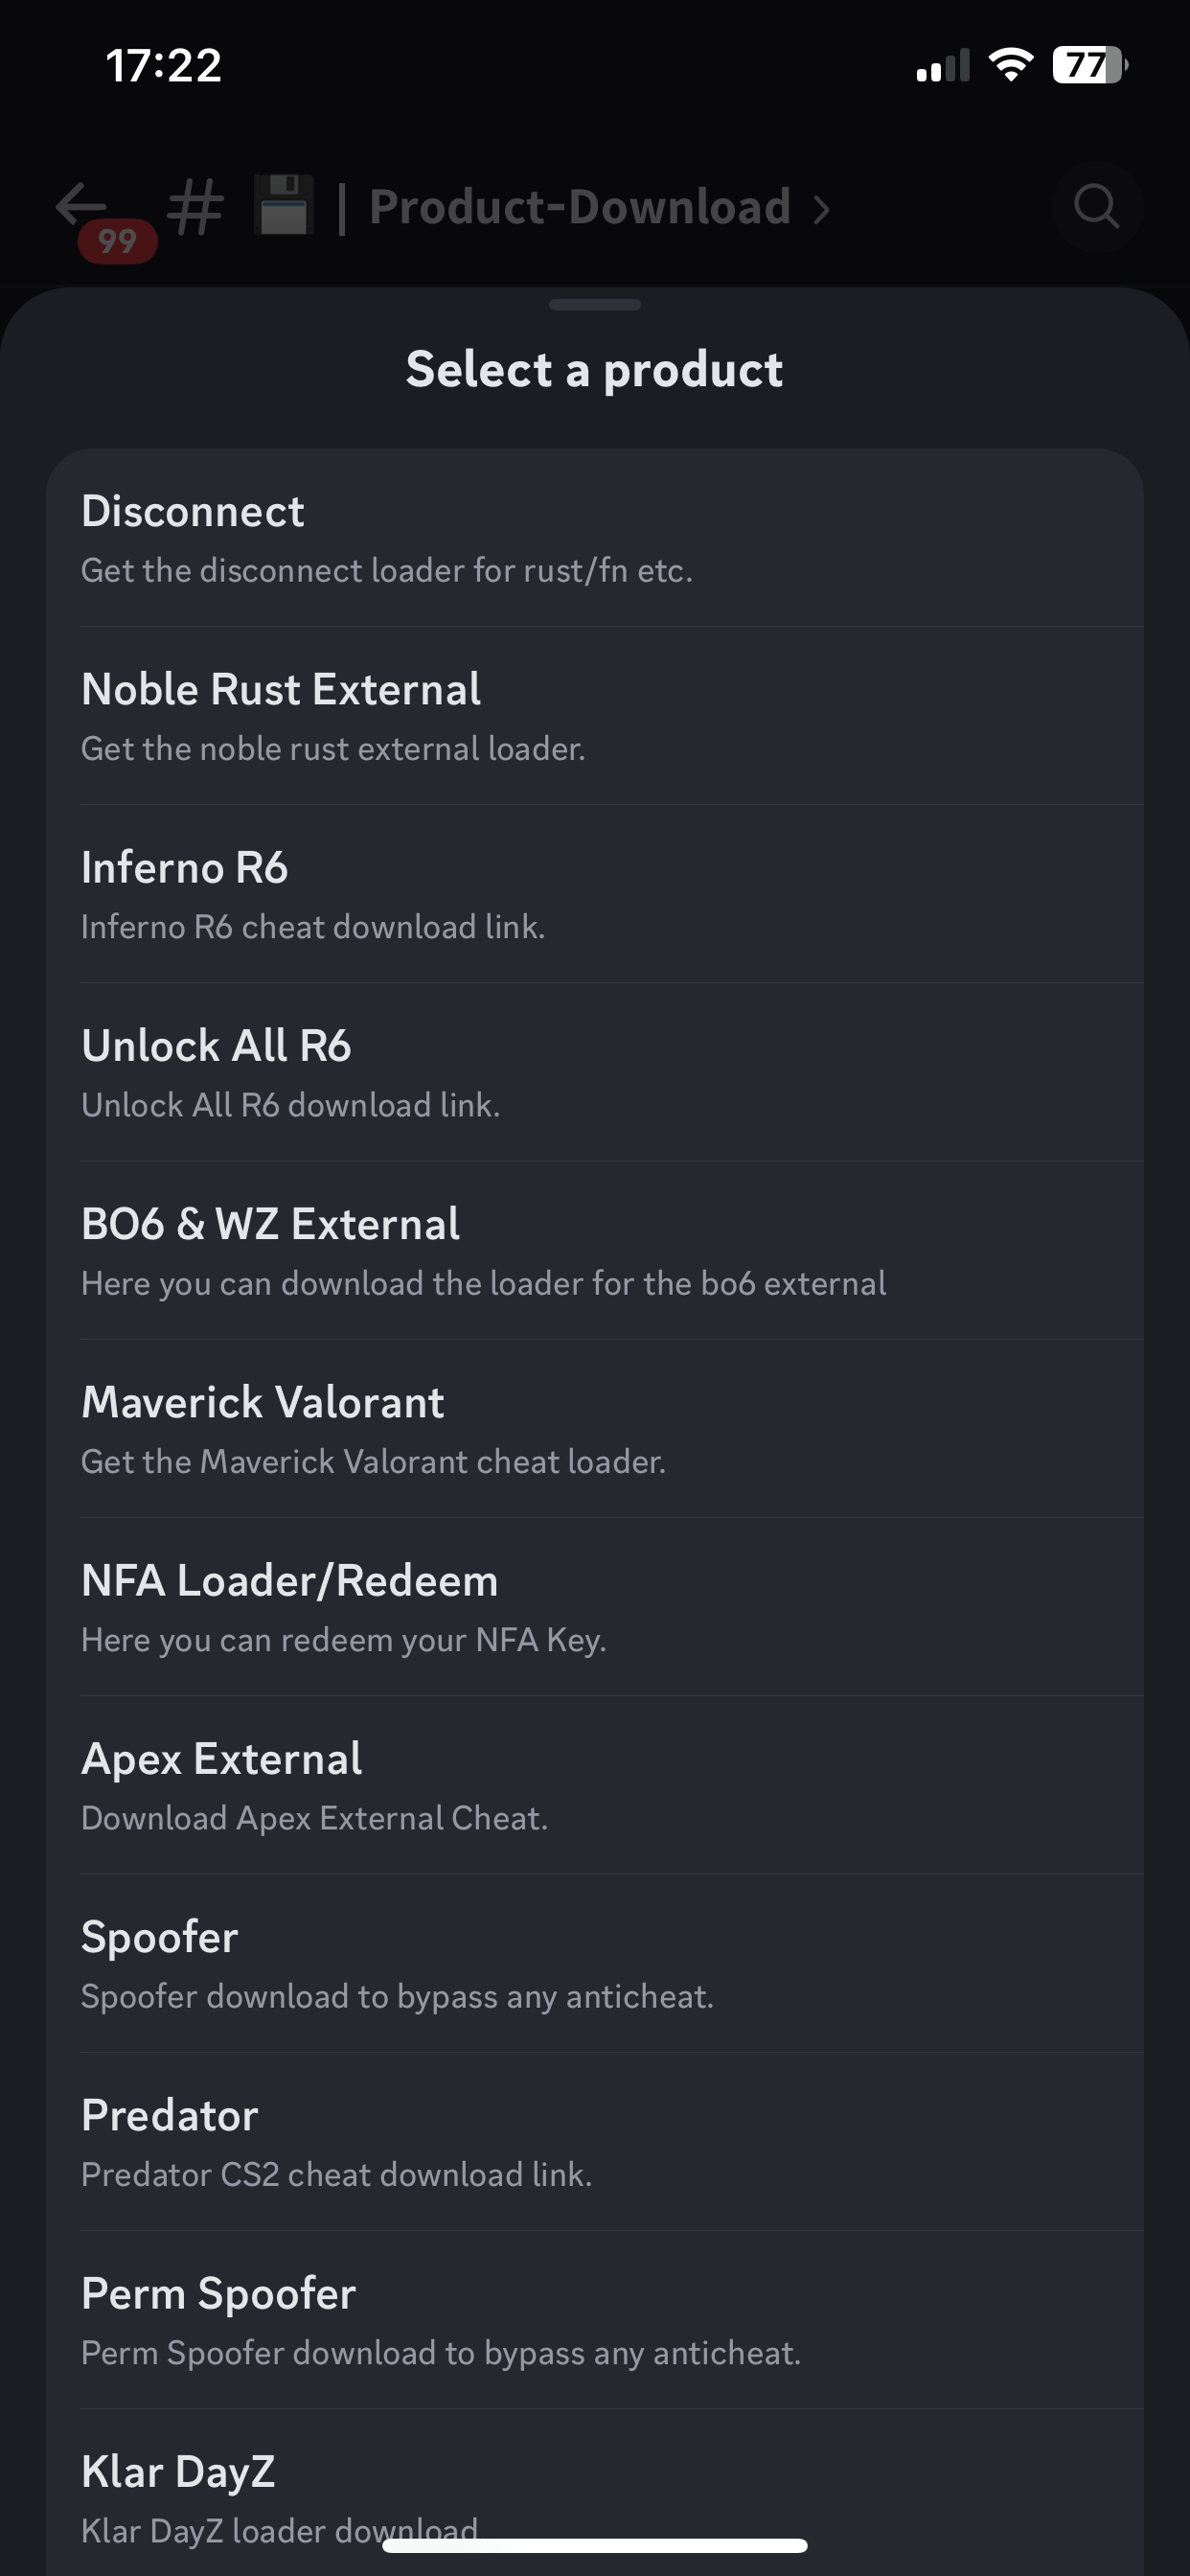 17:22
77
# 💾 | Product-Download
99
Select a product
Disconnect
Get the disconnect loader for rust/fn etc.
Noble Rust External
Get the noble rust external loader.
Inferno R6
Inferno R6 cheat download link.
Unlock All R6
Unlock All R6 download link.
BO6 & WZ External
Here you can download the loader for the bo6 external
Maverick Valorant
Get the Maverick Valorant cheat loader.
NFA Loader/Redeem
Here you can redeem your NFA Key.
Apex External
Download Apex External Cheat.
Spoofer
Spoofer download to bypass any anticheat.
Predator
Predator CS2 cheat download link.
Perm Spoofer
Perm Spoofer download to bypass any anticheat.
Klar DayZ
Klar DayZ loader download